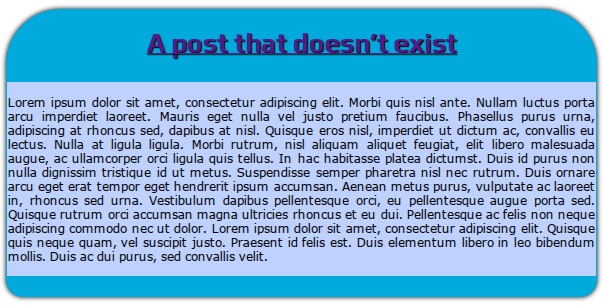 A post that doesn’t exist
Lorem ipsum dolor sit amet, consectetur adipiscing elit. Morbi quis nisl ante. Nullam luctus porta
arcu imperdiet laoreet. Mauris eget nulla vel justo pretium faucibus. Phasellus purus urna,
adipiscing at rhoncus sed, dapibus at nisl. Quisque eros nisl, imperdiet ut dictum ac, convallis eu
lectus. Nulla at ligula ligula. Morbi rutrum, nisl aliquam aliquet feugiat, elit libero malesuada
augue, ac ullamcorper orci ligula quis tellus. In hac habitasse platea dictumst. Duis id purus non
nulla dignissim tristique id ut metus. Suspendisse semper pharetra nisl nec rutrum. Duis ornare
arcu eget erat tempor eget hendrerit ipsum accumsan. Aenean metus purus, vulputate ac laoreet
in, rhoncus sed urna. Vestibulum dapibus pellentesque orci, eu pellentesque augue porta sed.
Quisque rutrum orci accumsan magna ultricies rhoncus et eu dui. Pellentesque ac felis non neque
adipiscing commodo nec ut dolor. Lorem ipsum dolor sit amet, consectetur adipiscing elit. Quisque
quis neque quam, vel suscipit justo. Praesent id felis est. Duis elementum libero in leo bibendum
mollis. Duis ac dui purus, sed convallis velit.